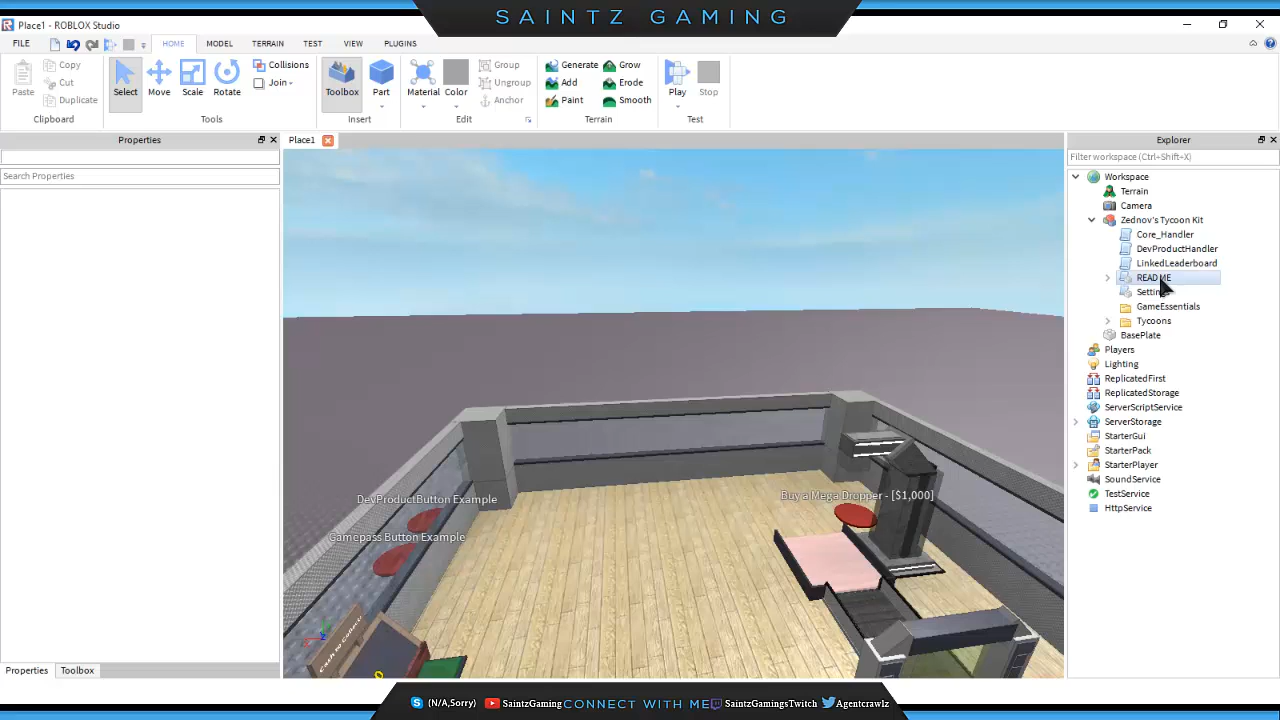 SAINTZ GAMING
Place1 - ROBLOX Studio
FILE HOME MODEL TERRAIN TEST VIEW PLUGINS
Paste
Copy
Cut
Duplicate
Clipboard
Select Move Scale Rotate
Collisions
Join
Tools
Toolbox Part
Insert
Material Color
Group
Ungroup
Anchor
Edit
Generate Grow
Add Erode
Paint Smooth
Terrain
Play Stop
Test
Properties
Search Properties
Place1
DevProductButton Example
Gamepass Button Example
Buy a Mega Dropper - [$1,000]
Explorer
Filter workspace (Ctrl+Shift+X)
Workspace
Terrain
Camera
Zednov's Tycoon Kit
Core_Handler
DevProductHandler
LinkedLeaderboard
README
GameEssentials
Tycoons
BasePlate
Players
Lighting
ReplicatedFirst
ReplicatedStorage
ServerScriptService
ServerStorage
StarterGui
StarterPack
StarterPlayer
SoundService
TestService
HttpService
Properties Toolbox
(N/A,Sorry) SaintzGaming CONNECT WITH ME SaintzGamingsTwitch Agentcrawlz